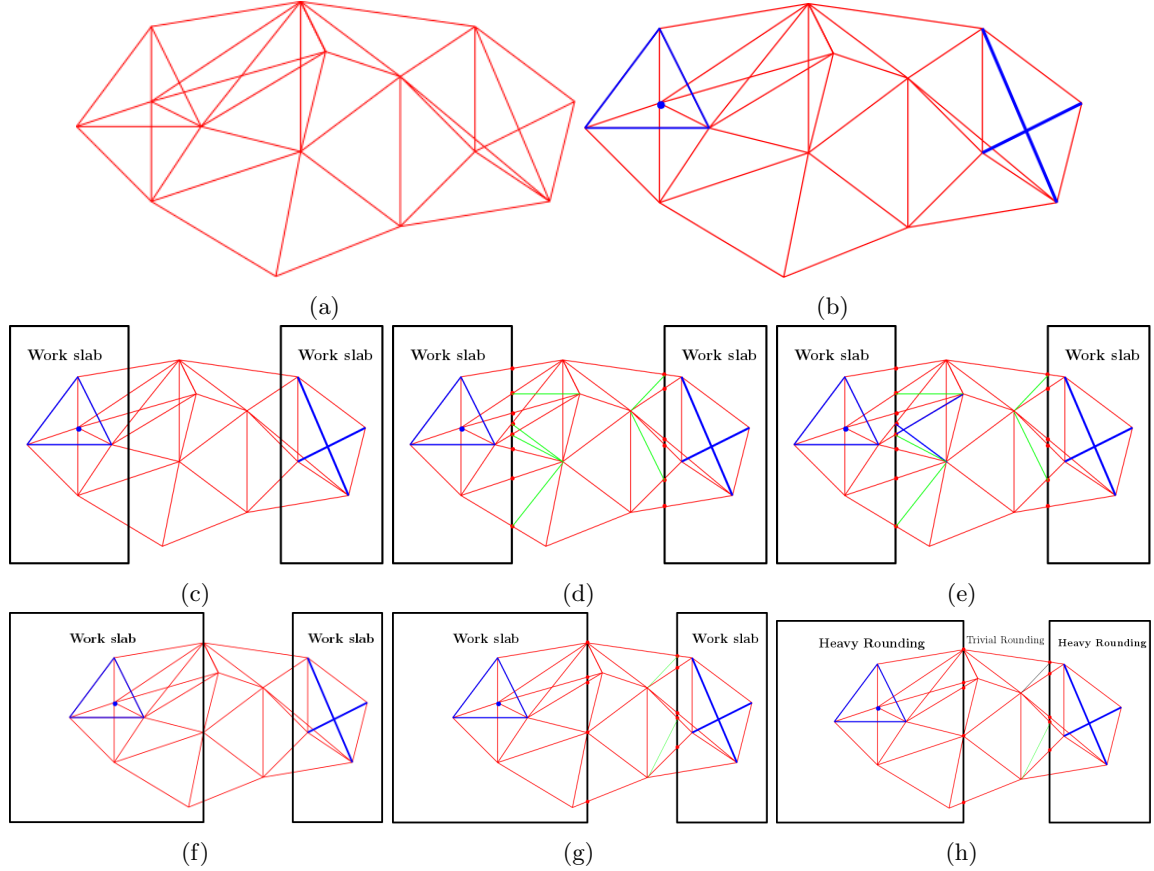 (a)
(b)
Work slab
Work slab
Work slab
Work slab
Work slab
Work slab
(c)
(d)
(e)
Work slab
Work slab
Work slab
Work slab
Heavy Rounding
Trivial Rounding
Heavy Rounding
(f)
(g)
(h)